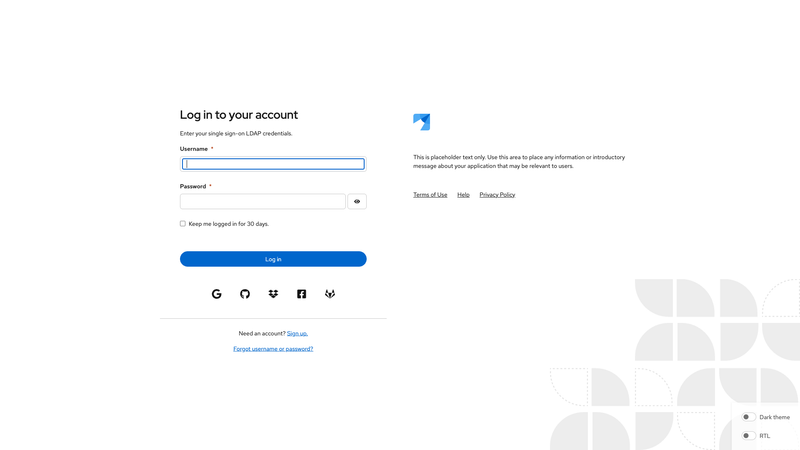 Log in to your account
Enter your single sign-on LDAP credentials.
Username *
Password *
Keep me logged in for 30 days.
Log in
Need an account? Sign up.
Forgot username or password?
This is placeholder text only. Use this area to place any information or introductory
message about your application that may be relevant to users.
Terms of Use Help Privacy Policy
Dark theme
RTL